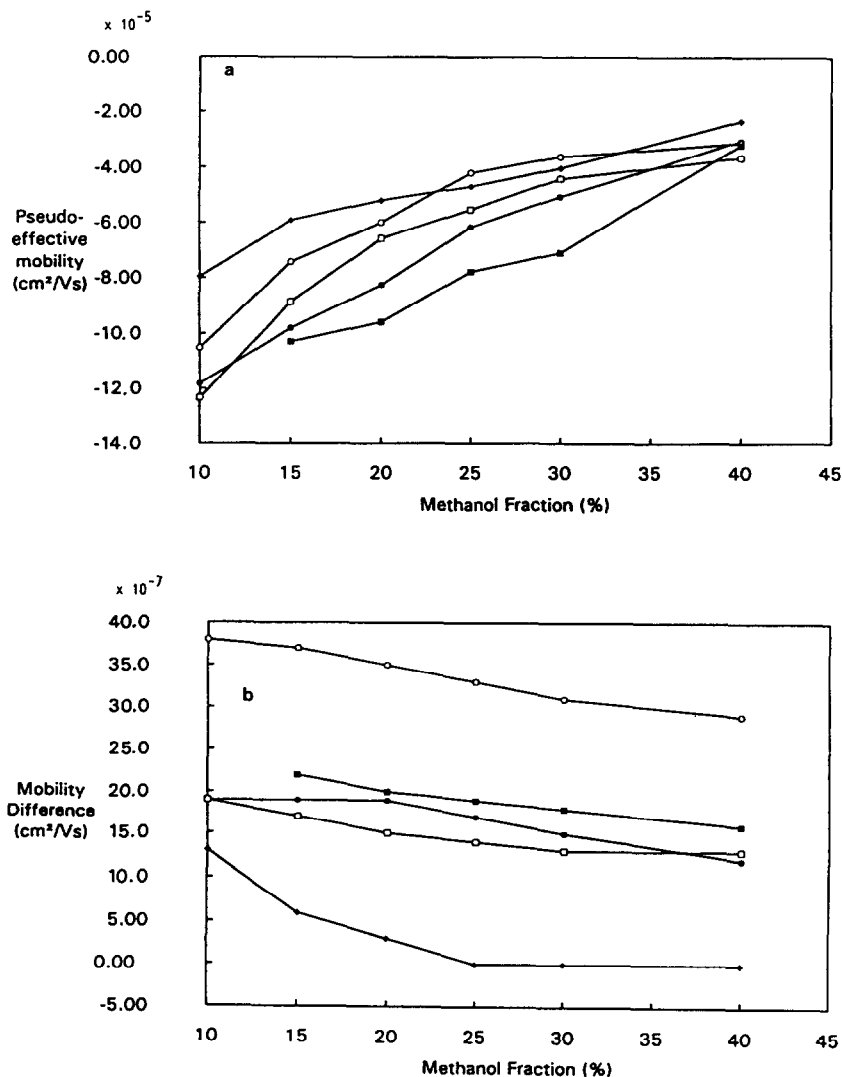 x 10⁻⁵
0.00
a
-2.00
-4.00
Pseudo-
effective
mobility
(cm²/Vs)
-6.00
-8.00
-10.0
-12.0
-14.0
10 15 20 25 30 35 40 45
Methanol Fraction (%)
x 10⁻⁷
40.0
35.0
b
30.0
25.0
Mobility
Difference
(cm²/Vs)
20.0
15.0
10.0
5.00
0.00
-5.00
10 15 20 25 30 35 40 45
Methanol Fraction (%)